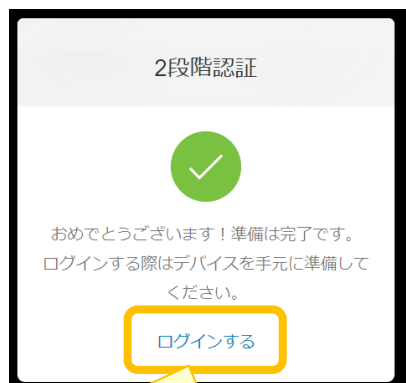 2段階認証
おめでとうございます！準備は完了です。
ログインする際はデバイスを手元に準備して
ください。
ログインする